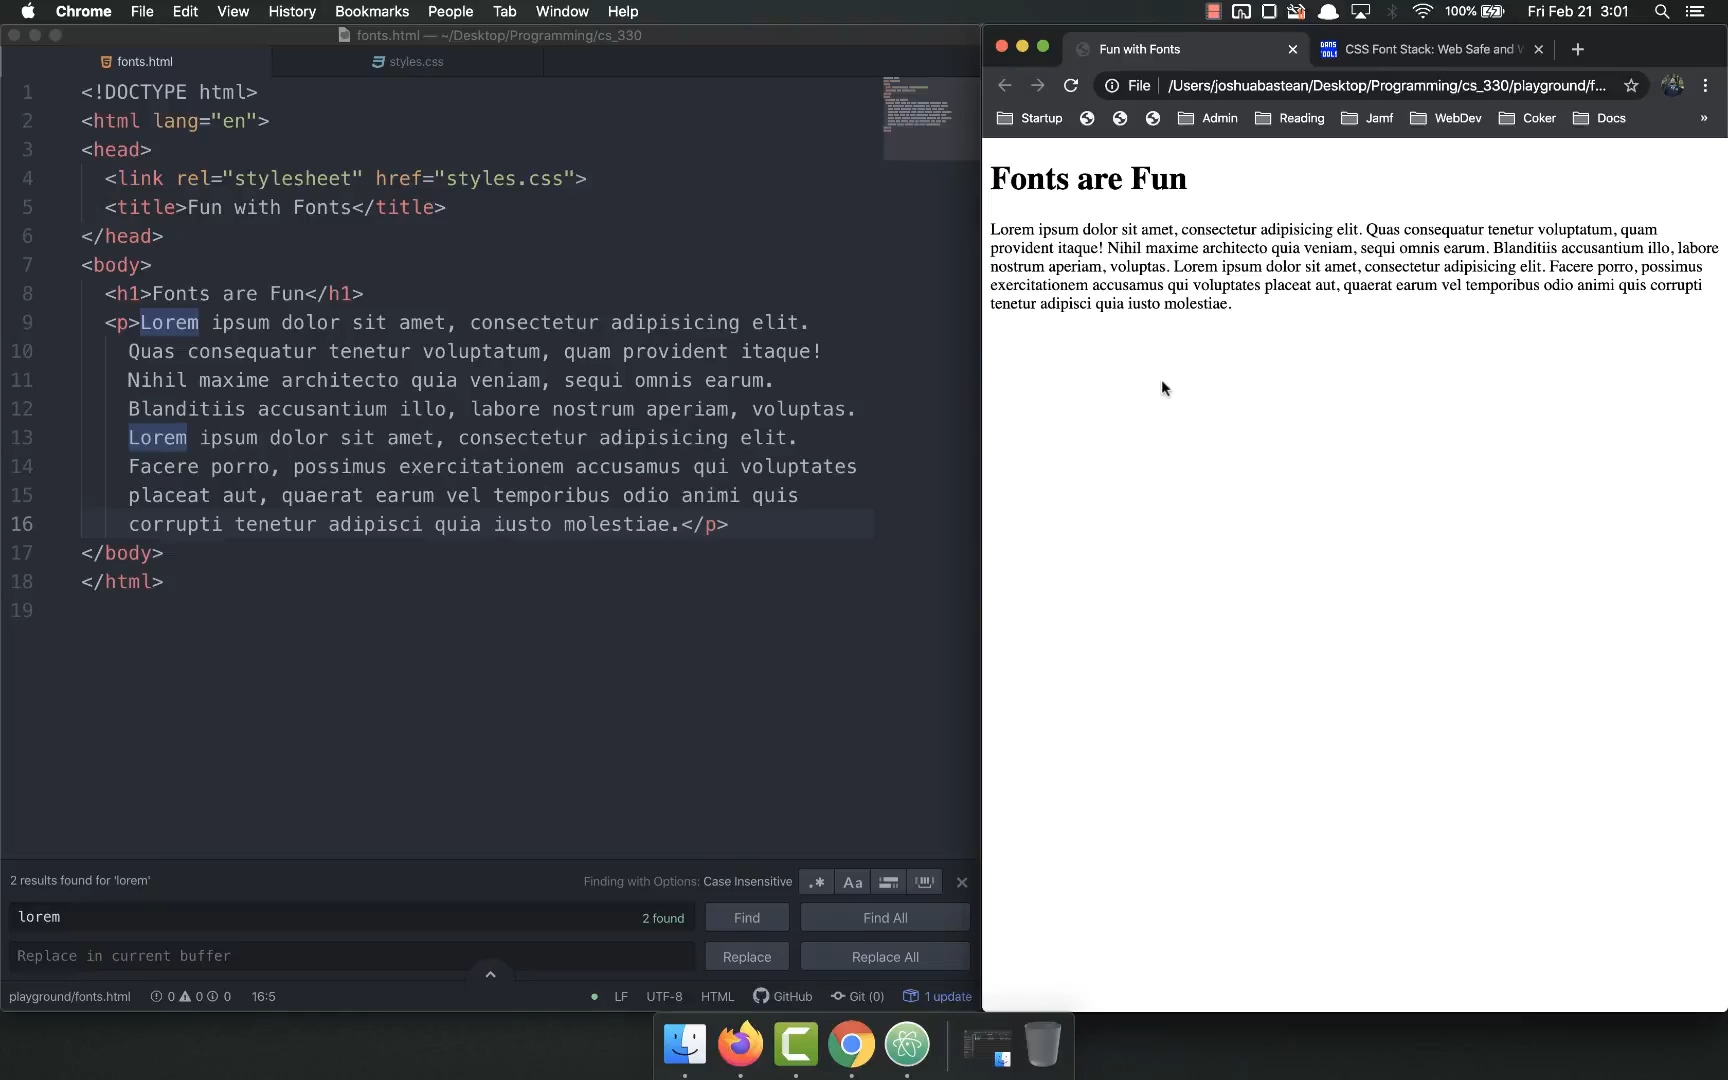 Chrome File Edit View History Bookmarks People Tab Window Help 100% Fri Feb 21 3:01
fonts.html — ~/Desktop/Programming/cs_330
fonts.html styles.css
1 <!DOCTYPE html>
2 <html lang="en">
3 <head>
4 <link rel="stylesheet" href="styles.css">
5 <title>Fun with Fonts</title>
6 </head>
7 <body>
8 <h1>Fonts are Fun</h1>
9 <p>Lorem ipsum dolor sit amet, consectetur adipisicing elit.
10 Quas consequatur tenetur voluptatum, quam provident itaque!
11 Nihil maxime architecto quia veniam, sequi omnis earum.
12 Blanditiis accusantium illo, labore nostrum aperiam, voluptas.
13 Lorem ipsum dolor sit amet, consectetur adipisicing elit.
14 Facere porro, possimus exercitationem accusamus qui voluptates
15 placeat aut, quaerat earum vel temporibus odio animi quis
16 corrupti tenetur adipisci quia iusto molestiae.</p>
17 </body>
18 </html>
19
2 results found for 'lorem' Finding with Options: Case Insensitive .* Aa
lorem 2 found Find Find All
Replace in current buffer Replace Replace All
playground/fonts.html 0 0 0 16:5 LF UTF-8 HTML GitHub Git (0) 1 update
Fun with Fonts DANS TOOLS CSS Font Stack: Web Safe and
File /Users/joshuabastean/Desktop/Programming/cs_330/playground/f...
Startup Admin Reading Jamf WebDev Coker Docs »
Fonts are Fun
Lorem ipsum dolor sit amet, consectetur adipisicing elit. Quas consequatur tenetur voluptatum, quam
provident itaque! Nihil maxime architecto quia veniam, sequi omnis earum. Blanditiis accusantium illo, labore
nostrum aperiam, voluptas. Lorem ipsum dolor sit amet, consectetur adipisicing elit. Facere porro, possimus
exercitationem accusamus qui voluptates placeat aut, quaerat earum vel temporibus odio animi quis corrupti
tenetur adipisci quia iusto molestiae.